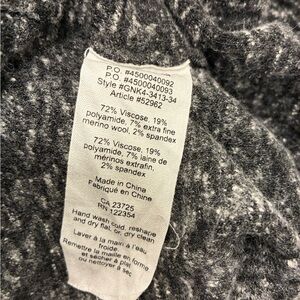 P.O. #4500040092
P.O. #4500040093
Style #GNK4-3413-34
Article #52962
72% Viscose, 19%
polyamide, 7% extra fine
merino wool, 2% spandex
72% Viscose, 19%
polyamide, 7% laine de
mérinos extrafin,
2% spandex
Made in China
Fabriqué en Chine
CA 23725
RN 122354
Hand wash cold, reshape
and dry flat, or, dry clean
Laver à la main à l'eau
froide.
Remettre la maille en forme
et sécher à plat
ou nettoyer à sec